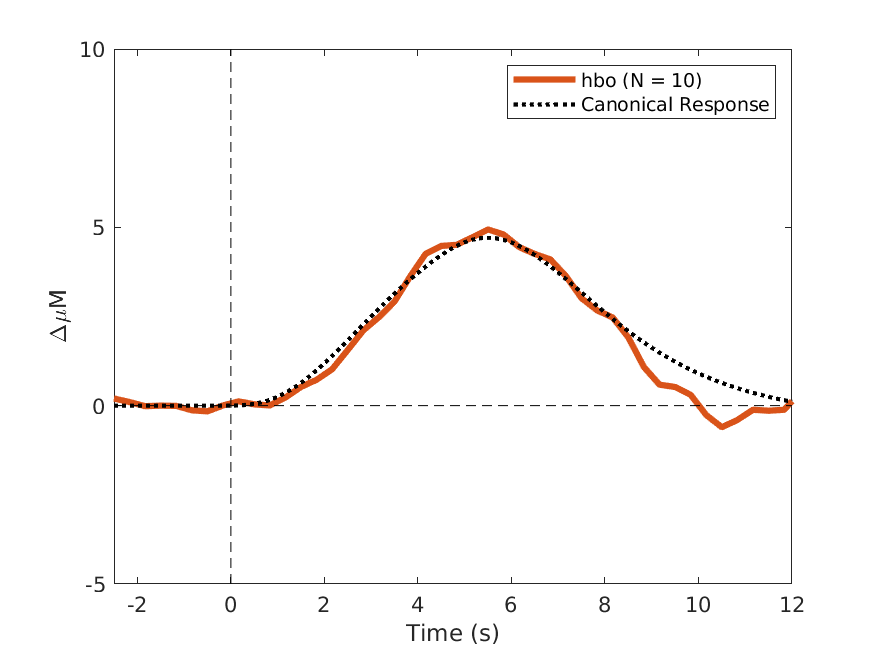 10
hbo (N = 10)
Canonical Response
5
ΔμM
0
-5
-2 0 2 4 6 8 10 12
Time (s)